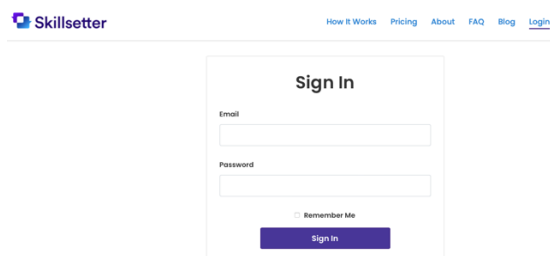 Skillsetter
How It Works Pricing About FAQ Blog Login
Sign In
Email
Password
Remember Me
Sign In